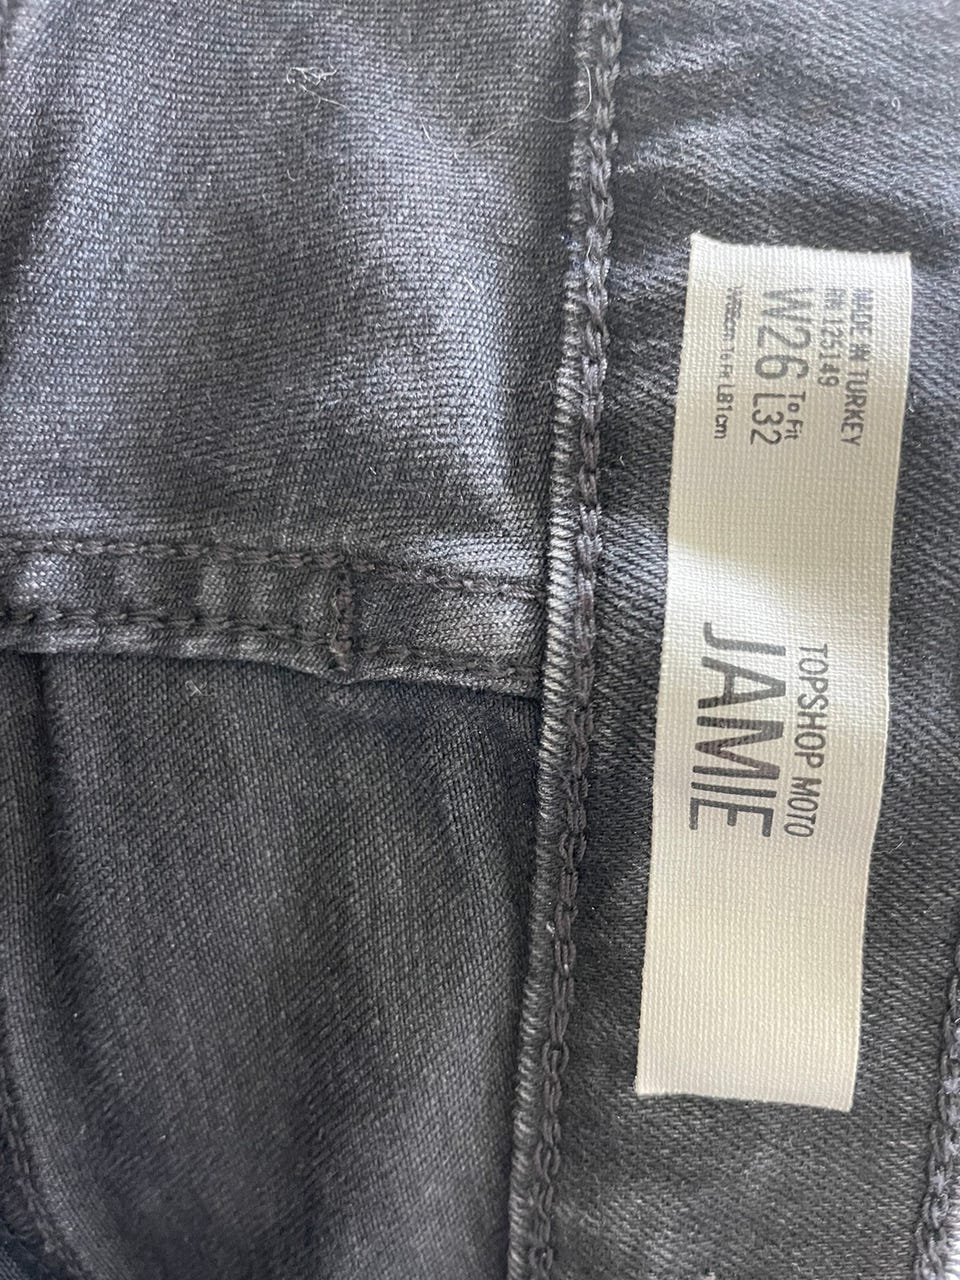 MADE IN TURKEY
RN 125149
To Fit
W26 L32
W66cm To Fit L81cm
TOPSHOP MOTO
JAMIE